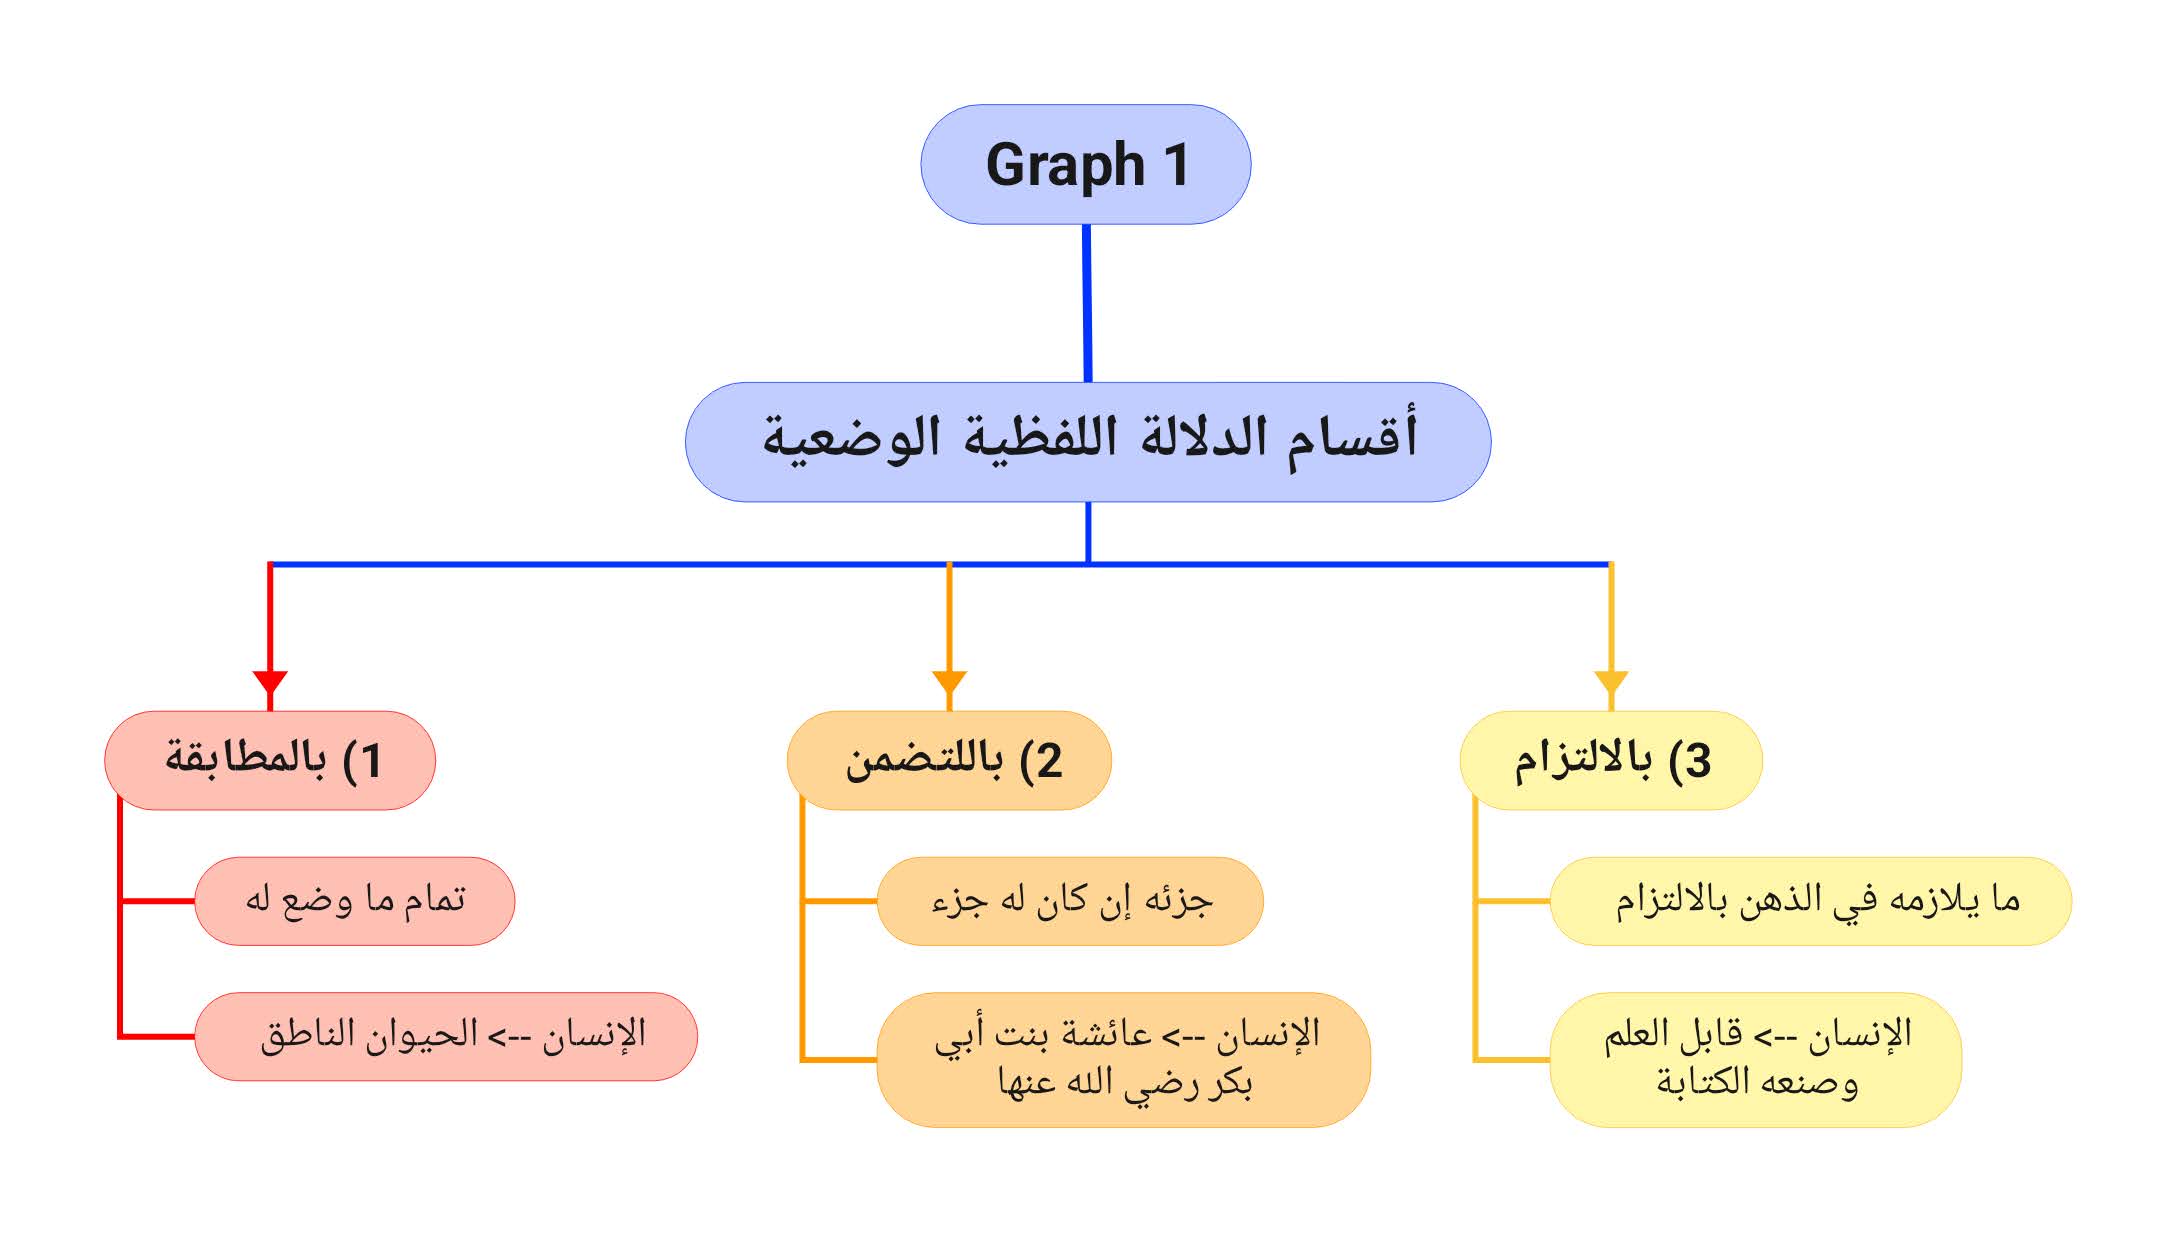 Graph 1
أقسام الدلالة اللفظية الوضعية
1) بالمطابقة
تمام ما وضع له
الإنسان --> الحيوان الناطق
2) باللتضمن
جزئه إن كان له جزء
الإنسان --> عائشة بنت أبي
بكر رضي الله عنها
3) بالالتزام
ما يلازمه في الذهن بالالتزام
الإنسان --> قابل العلم
وصنعه الكتابة